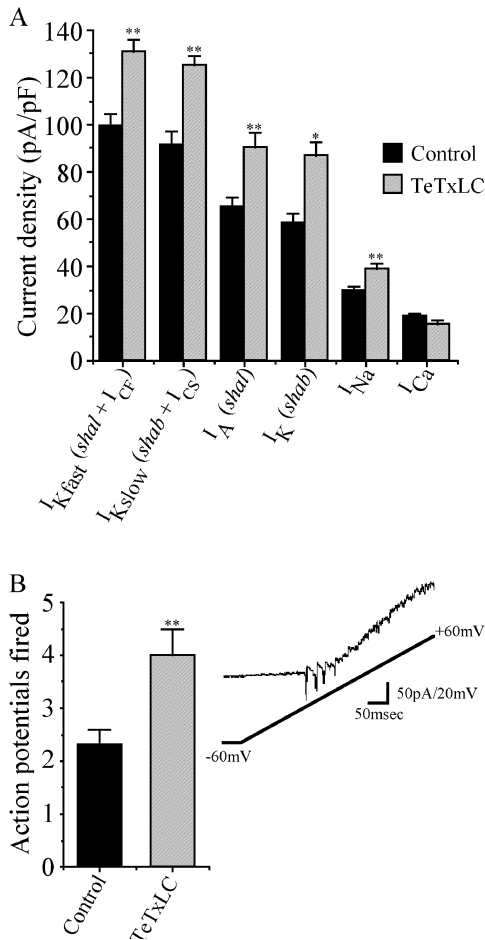 A
Current density (pA/pF)
140
120
100
80
60
40
20
0
**
**
**
*
**
Control
TeTxLC
IKfast (shal + ICF)
IKslow (shab + ICS)
IA (shal)
IK (shab)
INa
ICa
B
Action potentials fired
5
4
3
2
1
0
**
Control
TeTxLC
+60mV
50pA/20mV
50msec
-60mV